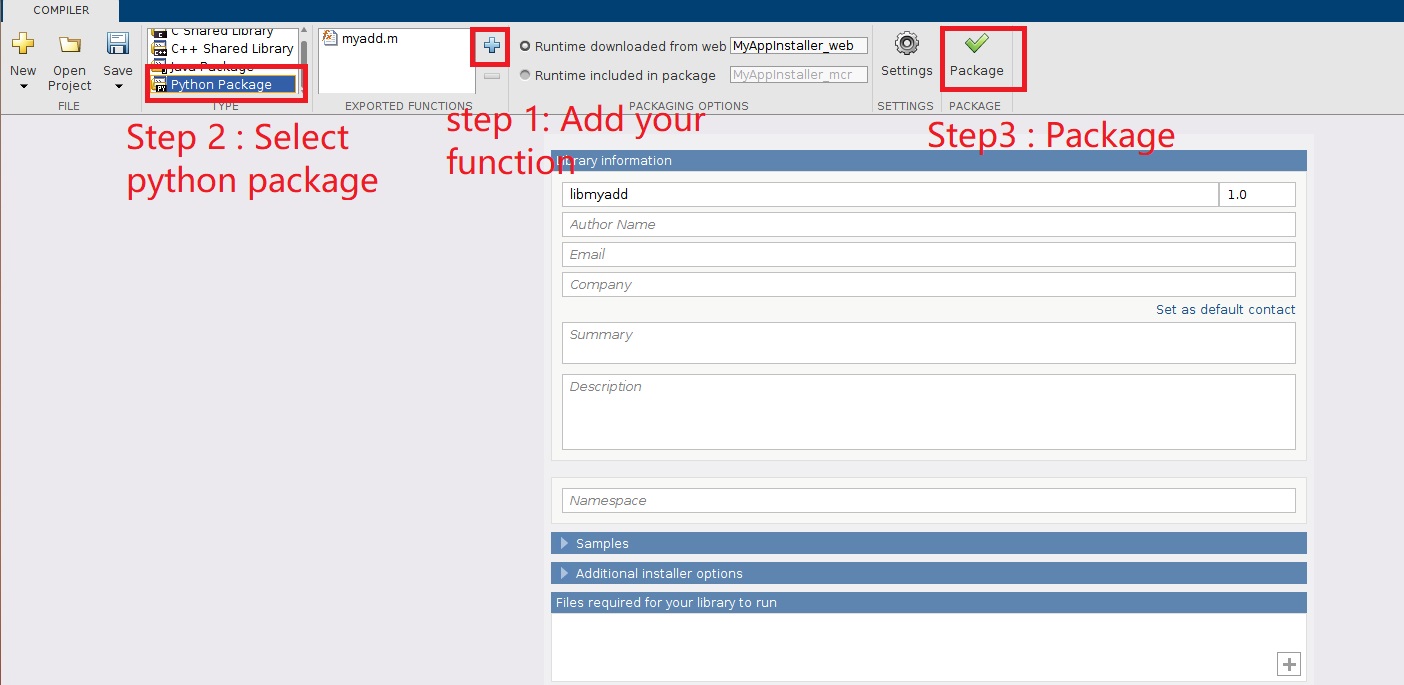 COMPILER
New
Open
Project
Save
FILE
C Shared Library
C++ Shared Library
Java Package
Python Package
TYPE
myadd.m
EXPORTED FUNCTIONS
Runtime downloaded from web MyAppInstaller_web
Runtime included in package MyAppInstaller_mcr
PACKAGING OPTIONS
Settings
SETTINGS
Package
PACKAGE
Step 2 : Select
python package
step 1: Add your
function
Step3 : Package
Library information
libmyadd 1.0
Author Name
Email
Company
Set as default contact
Summary
Description
Namespace
Samples
Additional installer options
Files required for your library to run